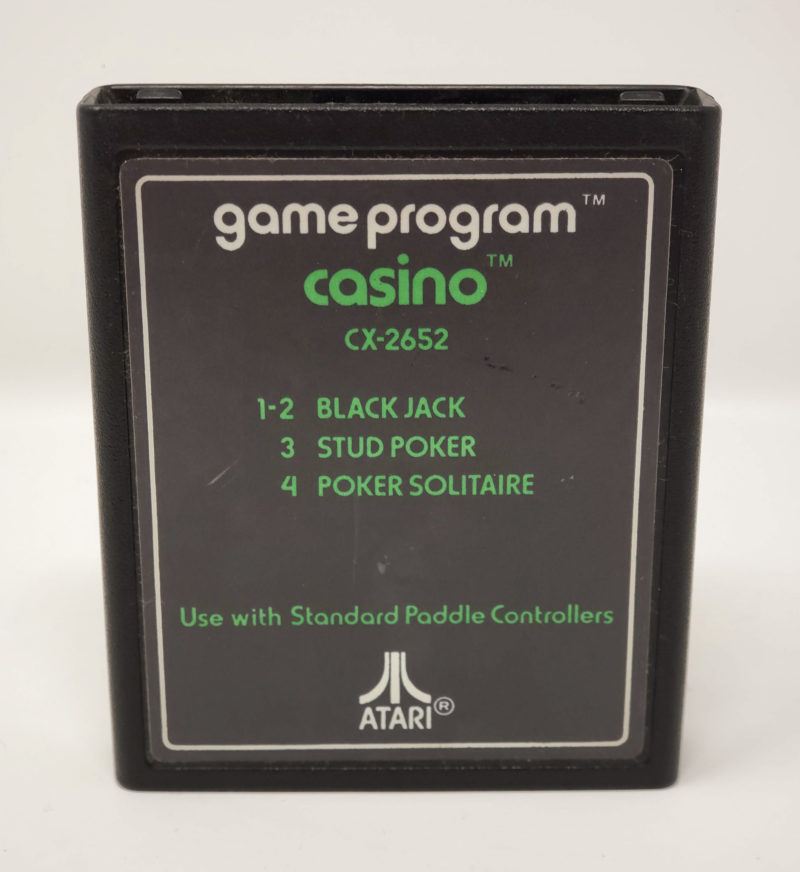 game program™
casino™
CX-2652
1-2 BLACK JACK
3 STUD POKER
4 POKER SOLITAIRE
Use with Standard Paddle Controllers
ATARI®